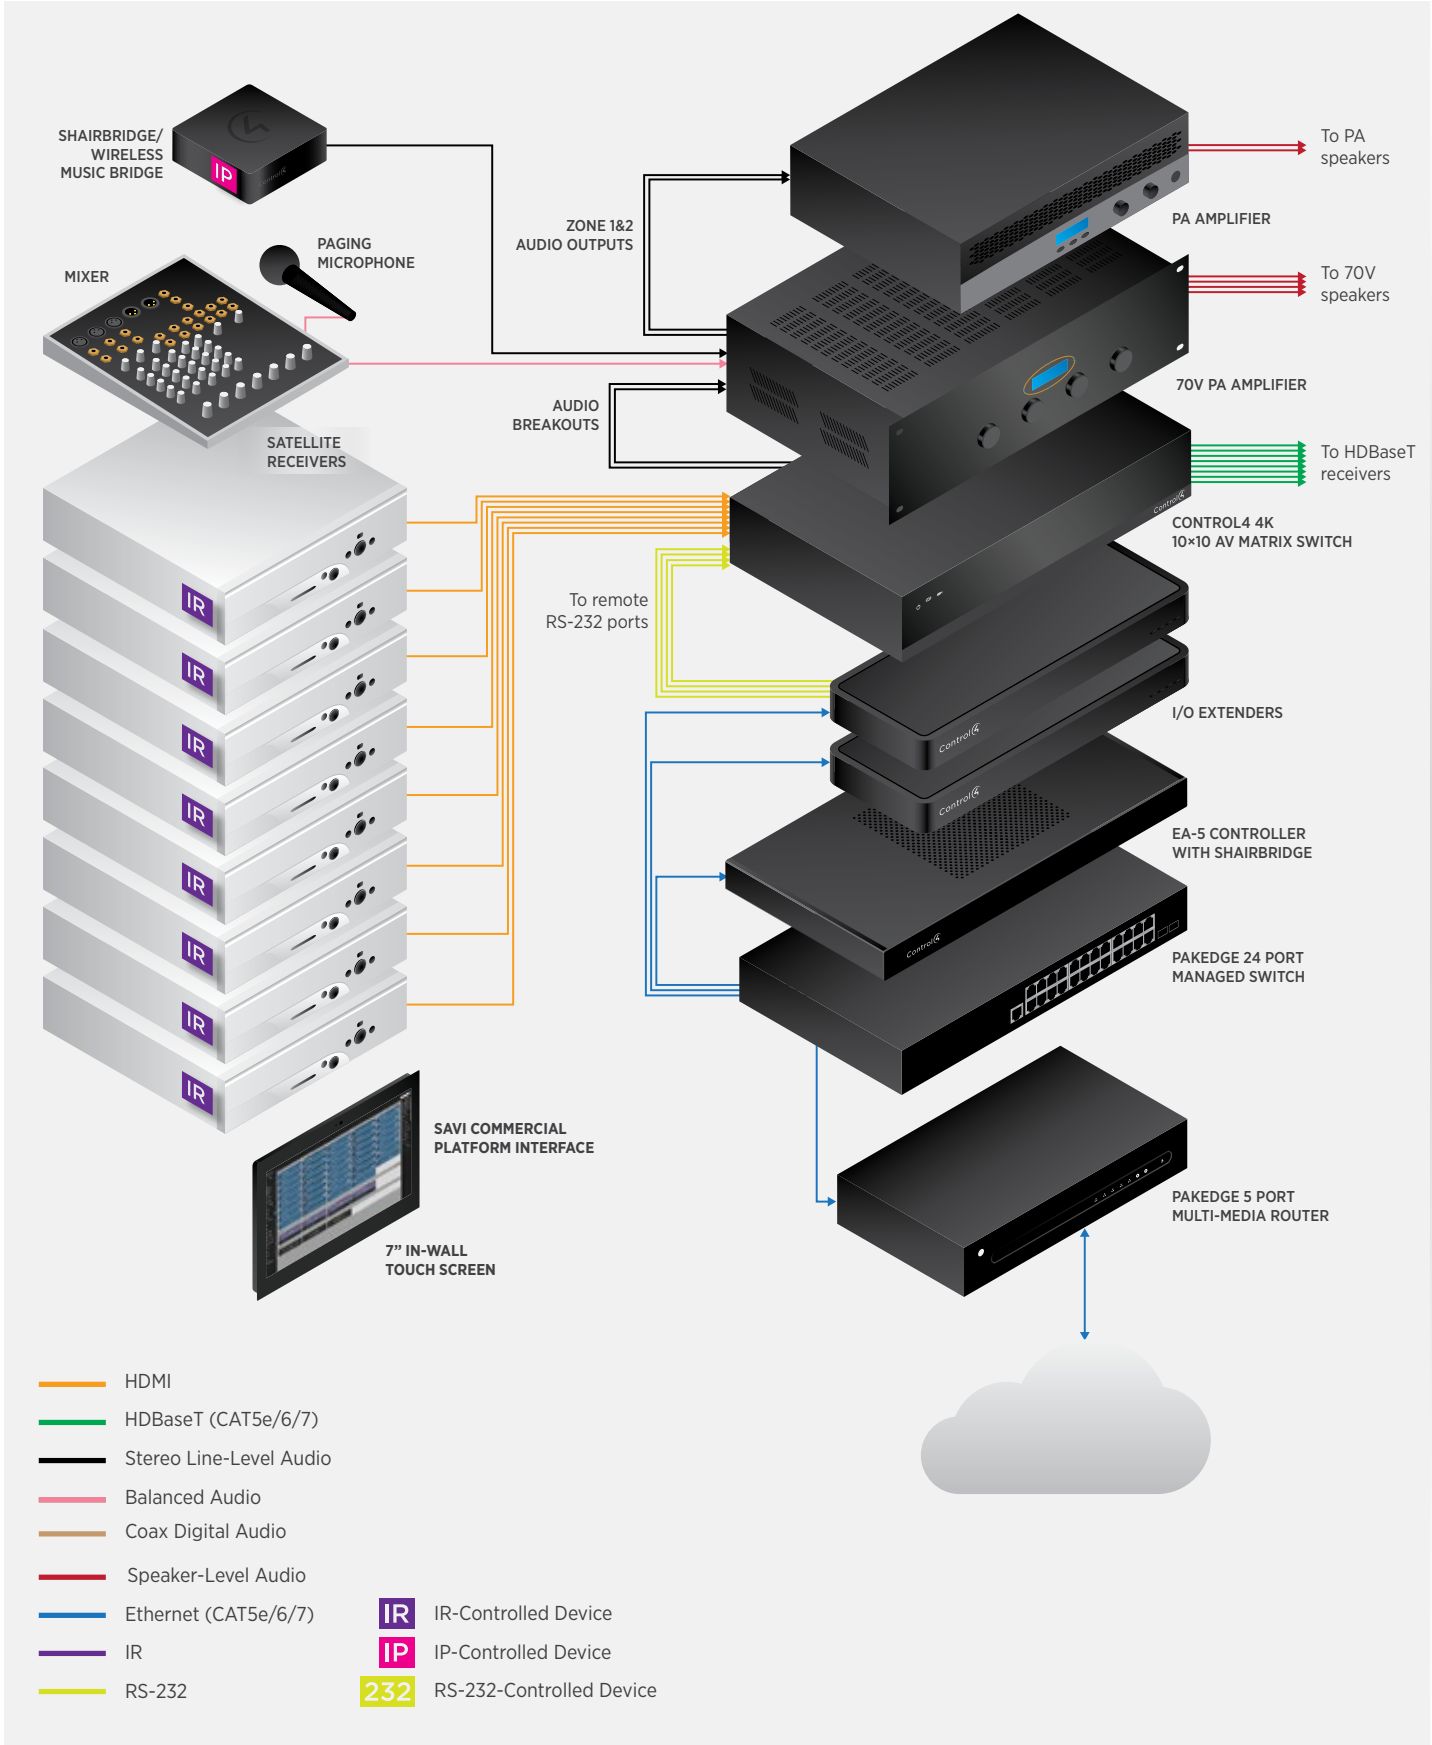 SHAIRBRIDGE/
WIRELESS
MUSIC BRIDGE
IP
Control4
PAGING
MICROPHONE
MIXER
ZONE 1&2
AUDIO OUTPUTS
To PA
speakers
PA AMPLIFIER
To 70V
speakers
70V PA AMPLIFIER
AUDIO
BREAKOUTS
SATELLITE
RECEIVERS
To HDBaseT
receivers
Control4
CONTROL4 4K
10×10 AV MATRIX SWITCH
To remote
RS-232 ports
IR
IR
IR
IR
IR
IR
IR
IR
Control4
I/O EXTENDERS
Control4
EA-5 CONTROLLER
WITH SHAIRBRIDGE
Control4
PAKEDGE 24 PORT
MANAGED SWITCH
SAVI COMMERCIAL
PLATFORM INTERFACE
7” IN-WALL
TOUCH SCREEN
PAKEDGE 5 PORT
MULTI-MEDIA ROUTER
HDMI
HDBaseT (CAT5e/6/7)
Stereo Line-Level Audio
Balanced Audio
Coax Digital Audio
Speaker-Level Audio
Ethernet (CAT5e/6/7)
IR
RS-232
IR IR-Controlled Device
IP IP-Controlled Device
232 RS-232-Controlled Device